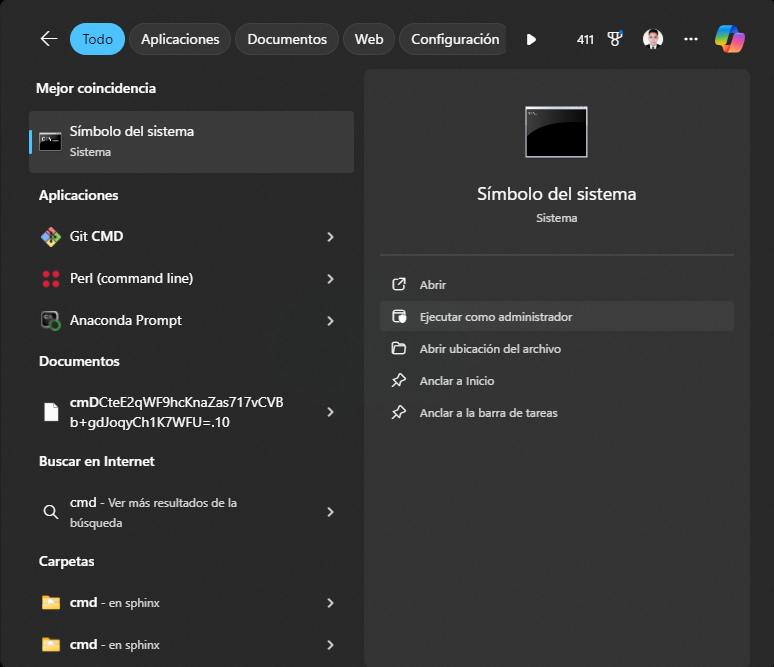 Todo
Aplicaciones
Documentos
Web
Configuración
411
Mejor coincidencia
Símbolo del sistema
Sistema
Aplicaciones
Git CMD
Perl (command line)
Anaconda Prompt
Documentos
cmDCteE2qWF9hcKnaZas717vCVB
b+gdJoqyCh1K7WFU=.10
Buscar en Internet
cmd - Ver más resultados de la
búsqueda
Carpetas
cmd - en sphinx
cmd - en sphinx
Símbolo del sistema
Sistema
Abrir
Ejecutar como administrador
Abrir ubicación del archivo
Anclar a Inicio
Anclar a la barra de tareas